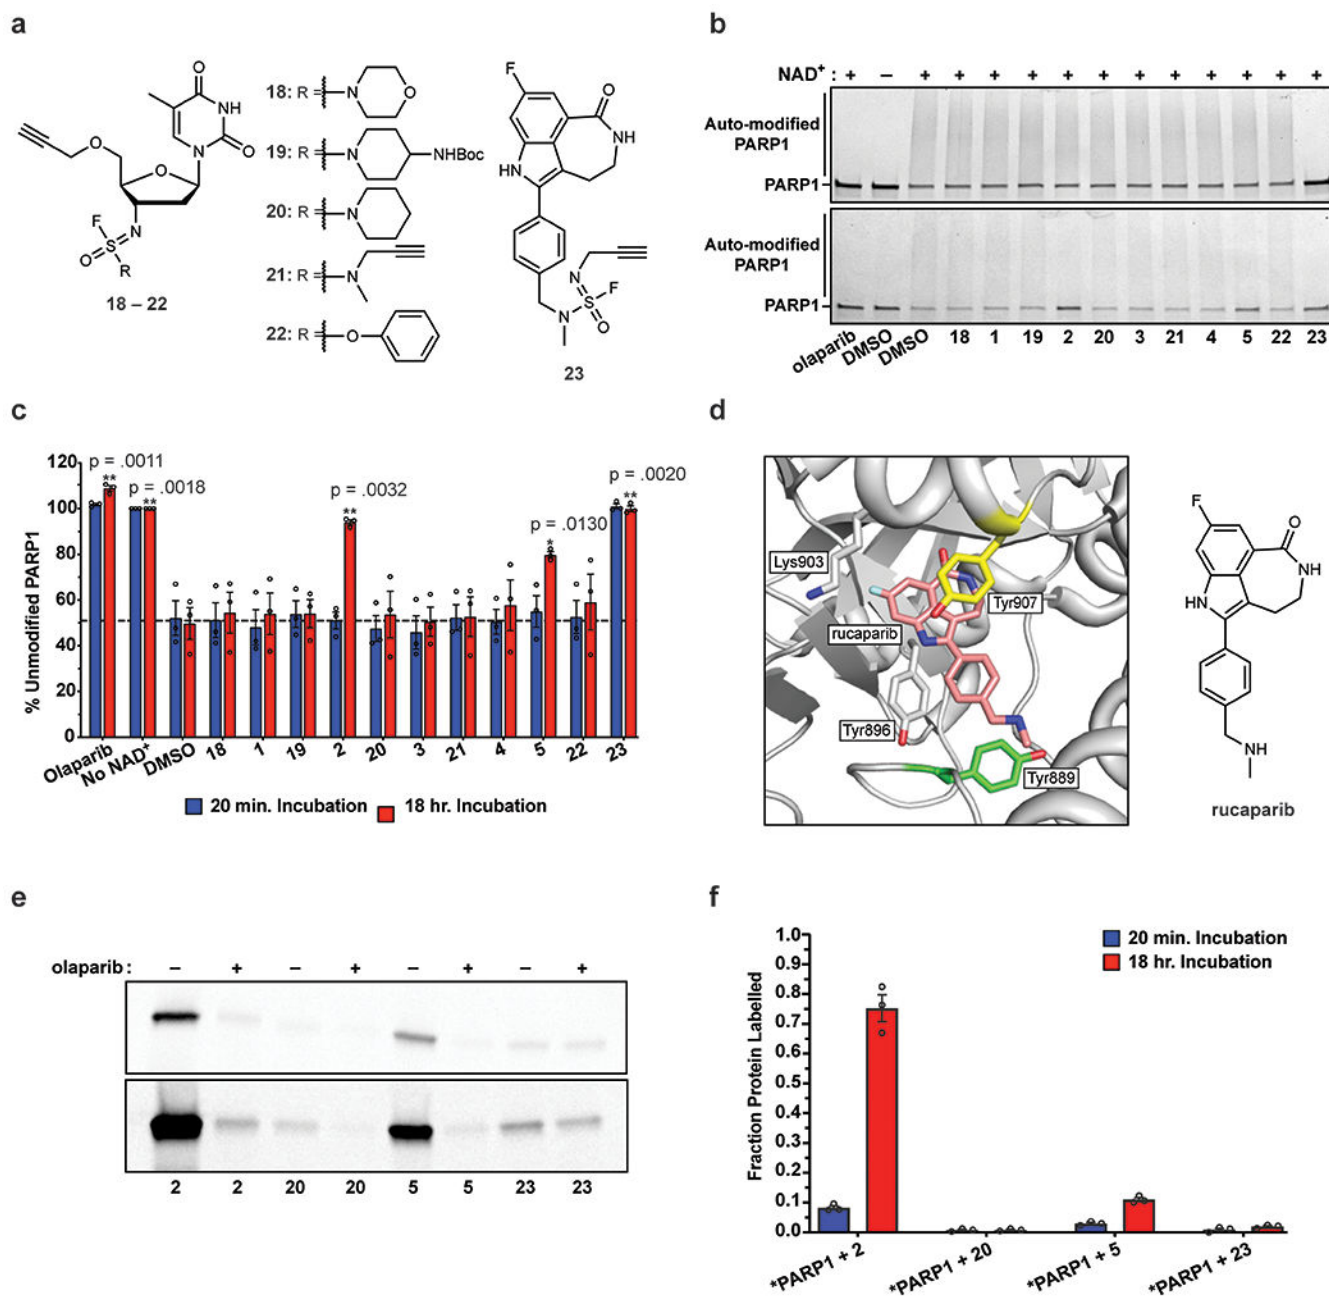 a
O
NH
N
O
O
O
F
N
S
O
R
18 – 22
18: R = N O
19: R = N NHBoc
20: R = N
21: R = N
22: R = O
F
O
NH
HN
N
F
S
N
O
23
b
NAD+ : + − + + + + + + + + + + + +
Auto-modified
PARP1
PARP1
Auto-modified
PARP1
PARP1
olaparib DMSO DMSO 18 1 19 2 20 3 21 4 5 22 23
c
% Unmodified PARP1
120
100
80
60
40
20
0
p = .0011
**
p = .0018
**
p = .0032
**
p = .0130
*
p = .0020
**
Olaparib No NAD+ DMSO 18 1 19 2 20 3 21 4 5 22 23
20 min. Incubation 18 hr. Incubation
d
Lys903
Tyr907
rucaparib
Tyr896
Tyr889
F
O
NH
HN
NH
rucaparib
e
olaparib : − + − + − + − +
2 2 20 20 5 5 23 23
f
Fraction Protein Labelled
1.0
0.9
0.8
0.7
0.6
0.5
0.4
0.3
0.2
0.1
0.0
20 min. Incubation
18 hr. Incubation
*PARP1 + 2 *PARP1 + 20 *PARP1 + 5 *PARP1 + 23